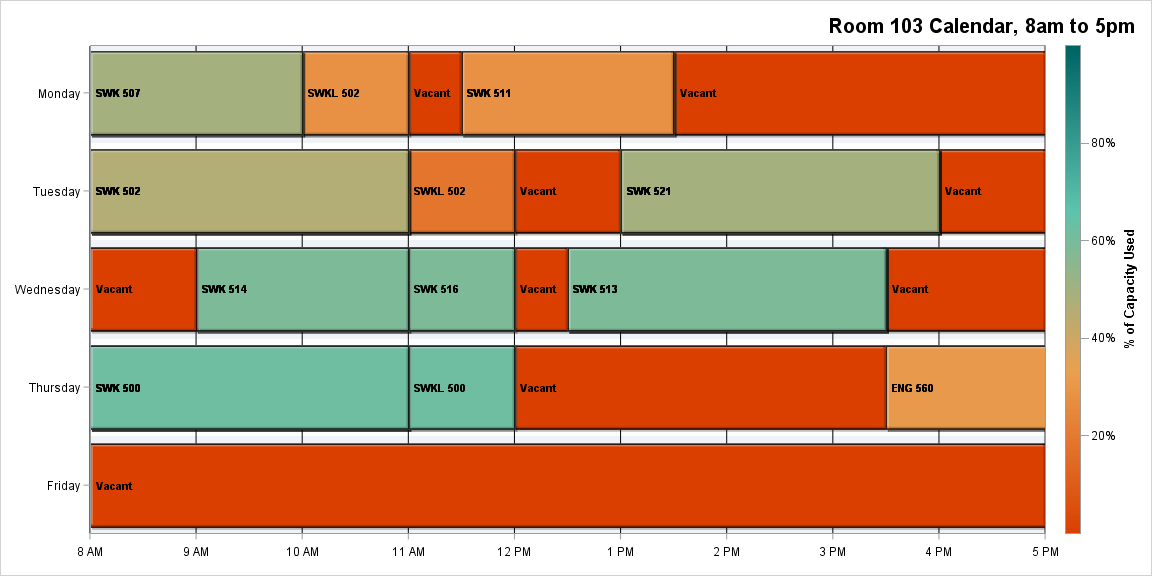 Room 103 Calendar, 8am to 5pm
Monday
SWK 507
SWKL 502
Vacant
SWK 511
Vacant
Tuesday
SWK 502
SWKL 502
Vacant
SWK 521
Vacant
Wednesday
Vacant
SWK 514
SWK 516
Vacant
SWK 513
Vacant
Thursday
SWK 500
SWKL 500
Vacant
ENG 560
Friday
Vacant
8 AM
9 AM
10 AM
11 AM
12 PM
1 PM
2 PM
3 PM
4 PM
5 PM
80%
60%
40%
20%
% of Capacity Used